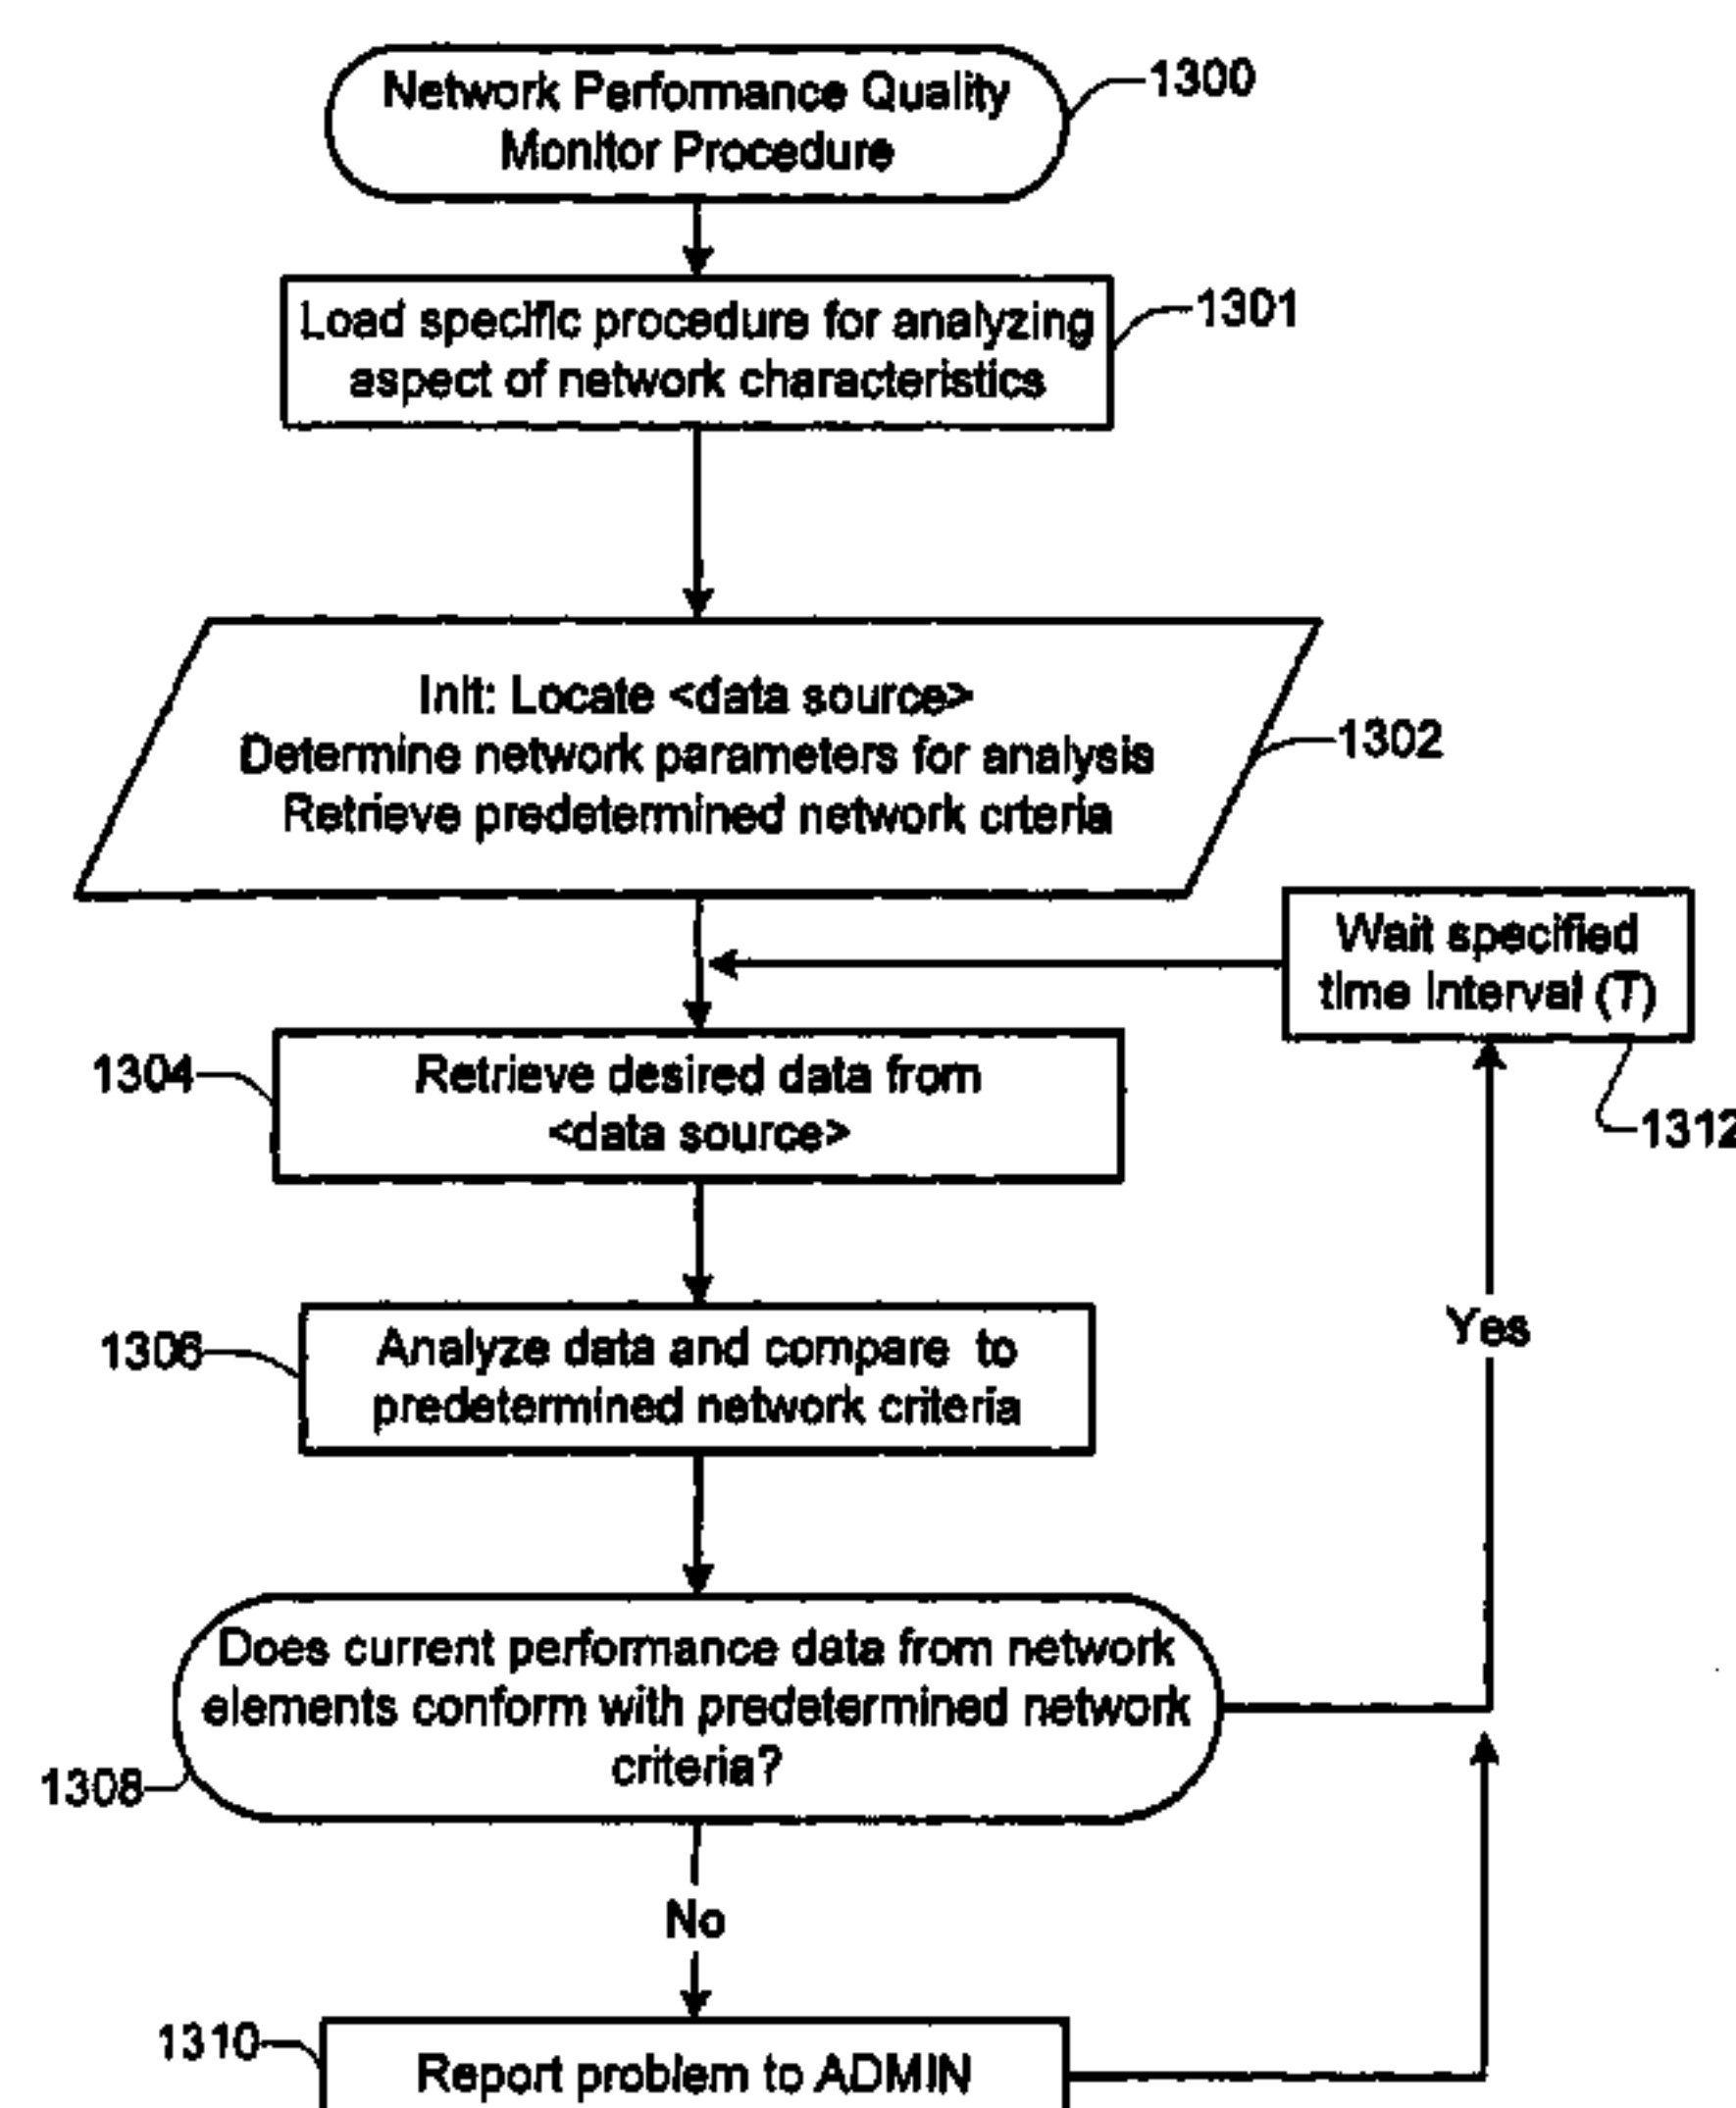 Network Performance Quality
Monitor Procedure
1300
Load specific procedure for analyzing
aspect of network characteristics
1301
Init: Locate <data source>
Determine network parameters for analysis
Retrieve predetermined network crteria
1302
Wait specified
time interval (T)
1312
1304
Retrieve desired data from
<data source>
1306
Analyze data and compare to
predetermined network criteria
Yes
Does current performance data from network
elements conform with predetermined network
criteria?
1308
No
1310
Report problem to ADMIN